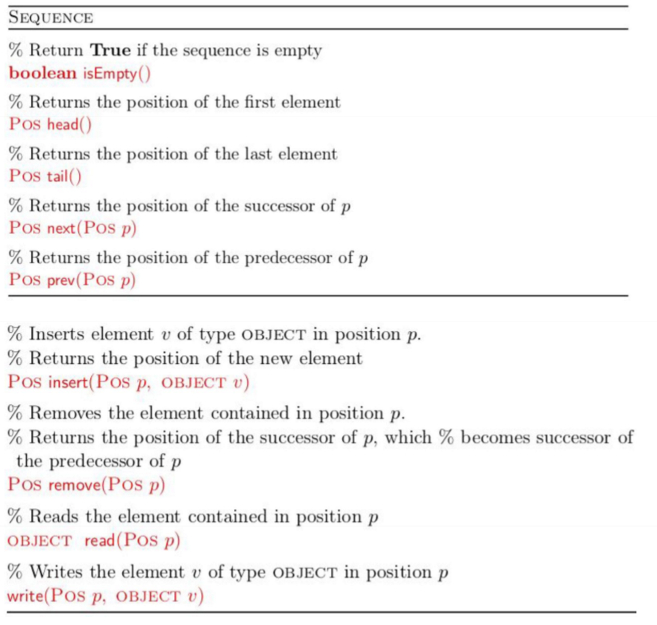 SEQUENCE
% Return True if the sequence is empty
boolean isEmpty()
% Returns the position of the first element
POS head()
% Returns the position of the last element
POS tail()
% Returns the position of the successor of p
POS next(POS p)
% Returns the position of the predecessor of p
POS prev(POS p)
% Inserts element v of type OBJECT in position p.
% Returns the position of the new element
POS insert(POS p, OBJECT v)
% Removes the element contained in position p.
% Returns the position of the successor of p, which % becomes successor of
the predecessor of p
POS remove(POS p)
% Reads the element contained in position p
OBJECT read(POS p)
% Writes the element v of type OBJECT in position p
write(POS p, OBJECT v)